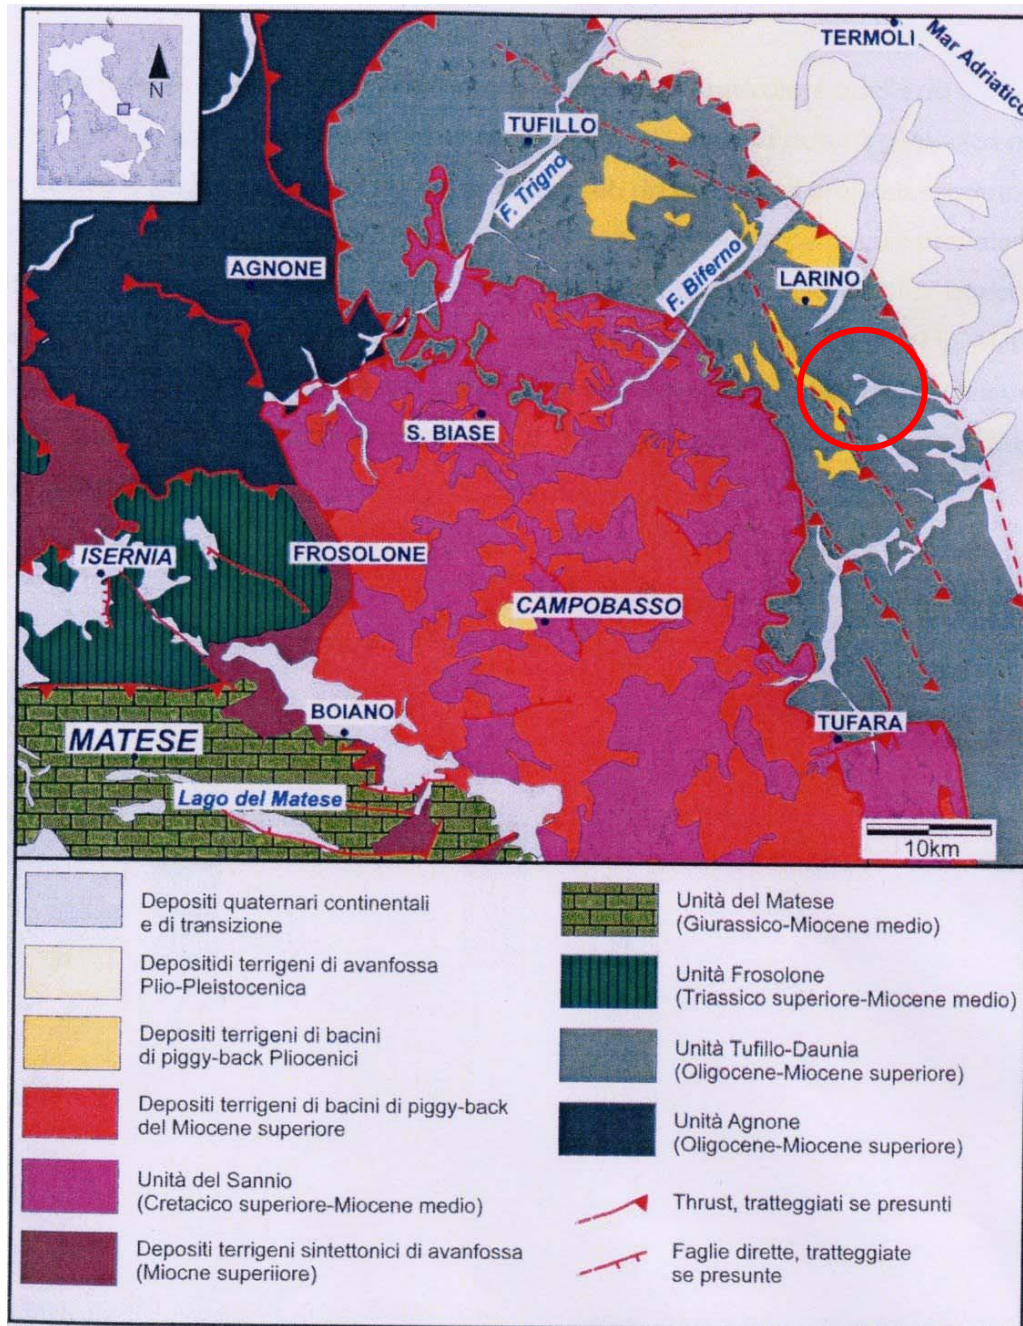 N
TERMOLI
Mar Adriatico
TUFILLO
F. Trigno
AGNONE
F. Biferno
LARINO
S. BIASE
ISERNIA
FROSOLONE
CAMPOBASSO
BOIANO
MATESE
TUFARA
Lago del Matese
10km
Depositi quaternari continentali
e di transizione
Depositidi terrigeni di avanfossa
Plio-Pleistocenica
Depositi terrigeni di bacini
di piggy-back Pliocenici
Depositi terrigeni di bacini di piggy-back
del Miocene superiore
Unità del Sannio
(Cretacico superiore-Miocene medio)
Depositi terrigeni sintettonici di avanfossa
(Miocne superiiore)
Unità del Matese
(Giurassico-Miocene medio)
Unità Frosolone
(Triassico superiore-Miocene medio)
Unità Tufillo-Daunia
(Oligocene-Miocene superiore)
Unità Agnone
(Oligocene-Miocene superiore)
Thrust, tratteggiati se presunti
Faglie dirette, tratteggiate
se presunte